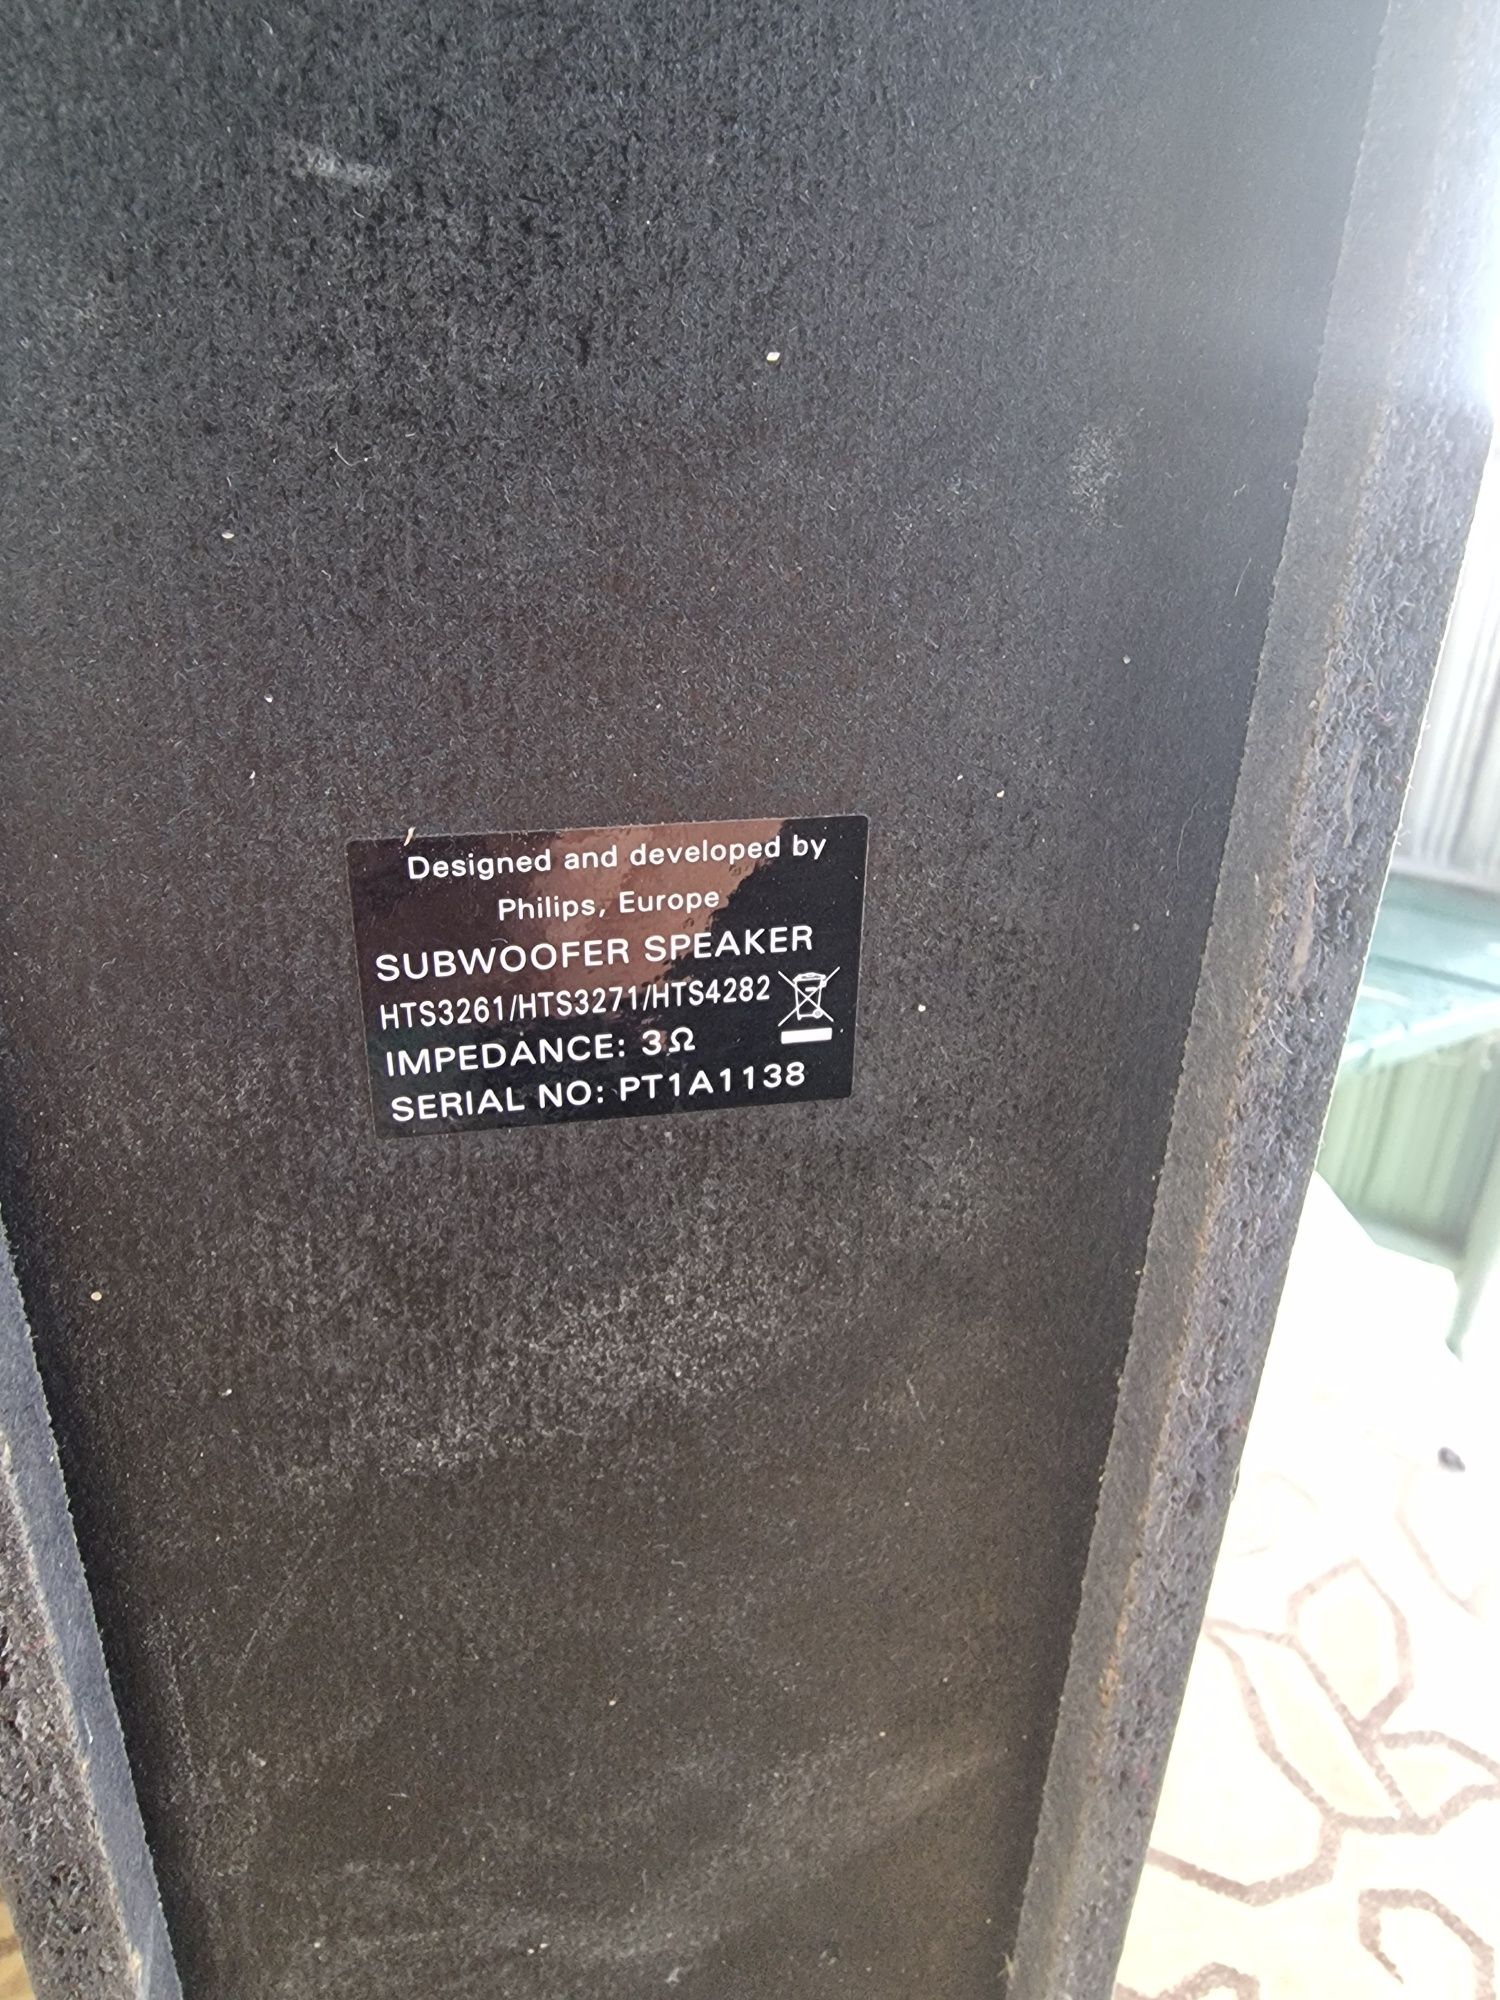 Designed and developed by
Philips, Europe
SUBWOOFER SPEAKER
HTS3261/HTS3271/HTS4282
IMPEDANCE: 3Ω
SERIAL NO: PT1A1138